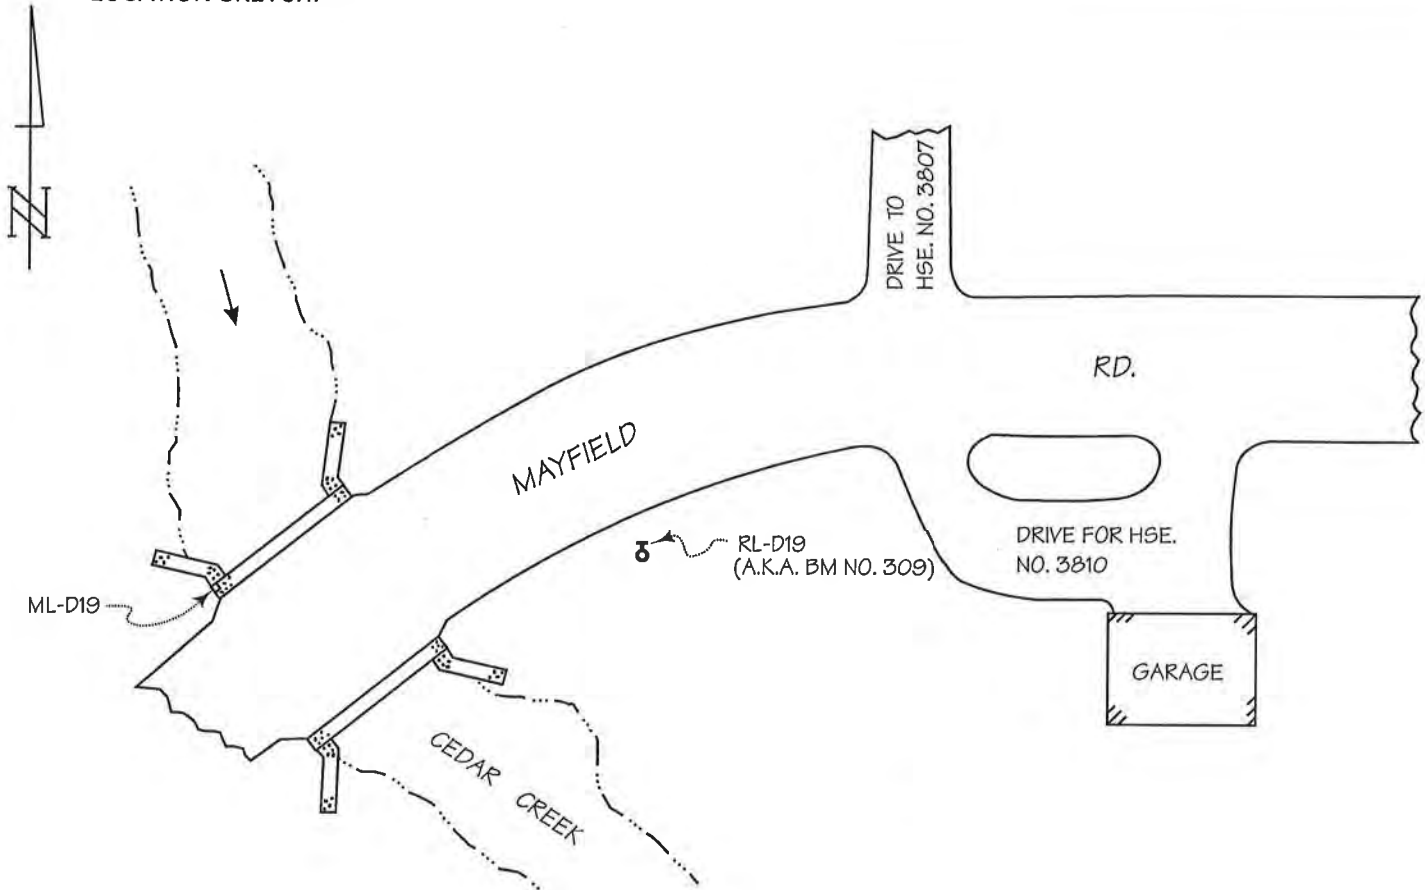 N
DRIVE TO
HSE. NO. 3807
RD.
MAYFIELD
RL-D19
(A.K.A. BM NO. 309)
DRIVE FOR HSE.
NO. 3810
ML-D19
GARAGE
CEDAR
CREEK